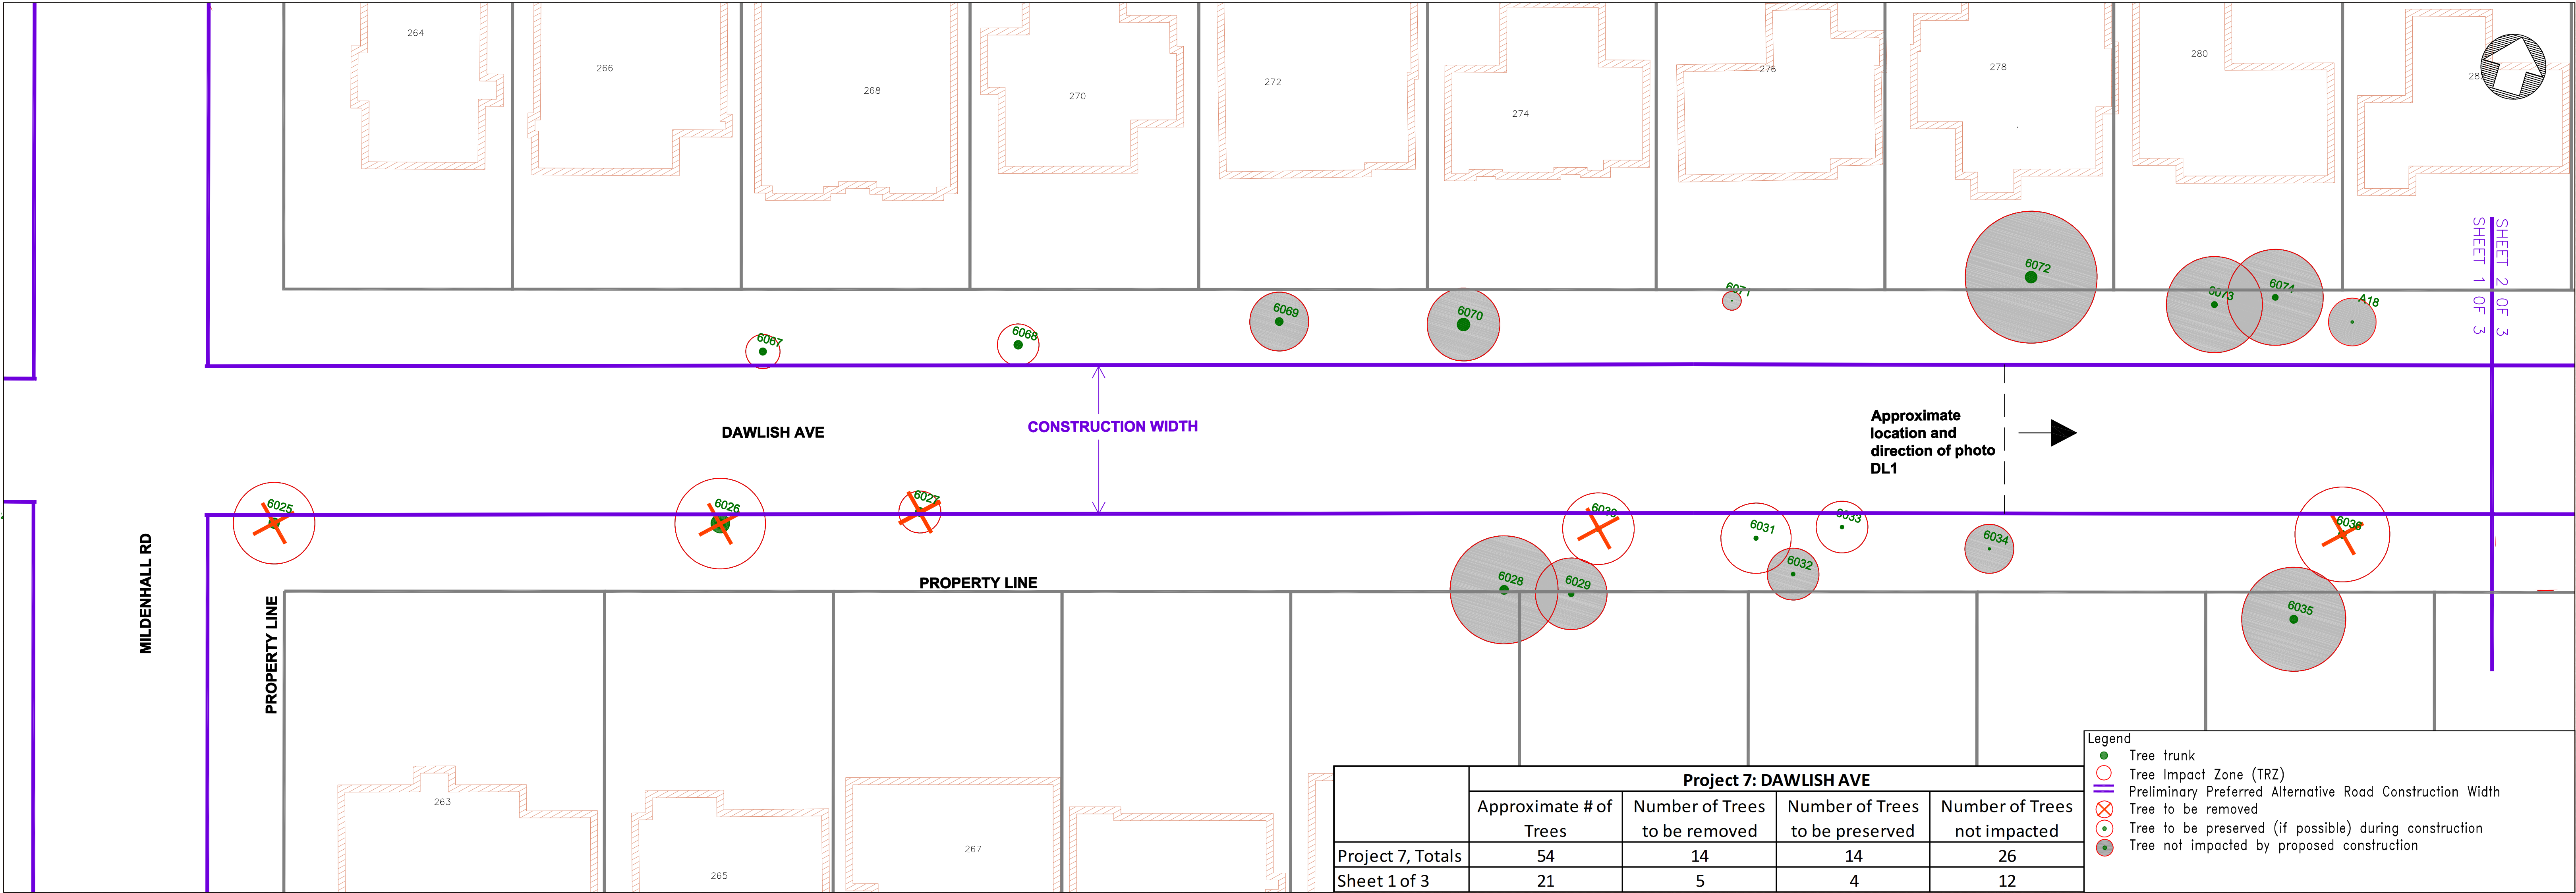 264
266
268
270
272
274
276
278
280
SHEET 2 OF 3
SHEET 1 OF 3
6067
6068
6069
6070
6071
6072
6073
6074
A18
DAWLISH AVE
CONSTRUCTION WIDTH
Approximate
location and
direction of photo
DL1
6025
6026
6027
6028
6029
6030
6031
6032
6033
6034
6035
6036
MILDENHALL RD
PROPERTY LINE
PROPERTY LINE
263
265
267
Project 7: DAWLISH AVE
Approximate # of Trees Number of Trees to be removed Number of Trees to be preserved Number of Trees not impacted
Project 7, Totals 54 14 14 26
Sheet 1 of 3 21 5 4 12
Legend
Tree trunk
Tree Impact Zone (TRZ)
Preliminary Preferred Alternative Road Construction Width
Tree to be removed
Tree to be preserved (if possible) during construction
Tree not impacted by proposed construction